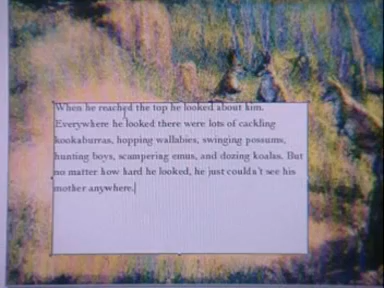 When he reached the top he looked about him.
Everywhere he looked there were lots of cackling
kookaburras, hopping wallabies, swinging possums,
hunting boys, scampering emus, and dozing koalas. But
no matter how hard he looked, he just couldn't see his
mother anywhere.